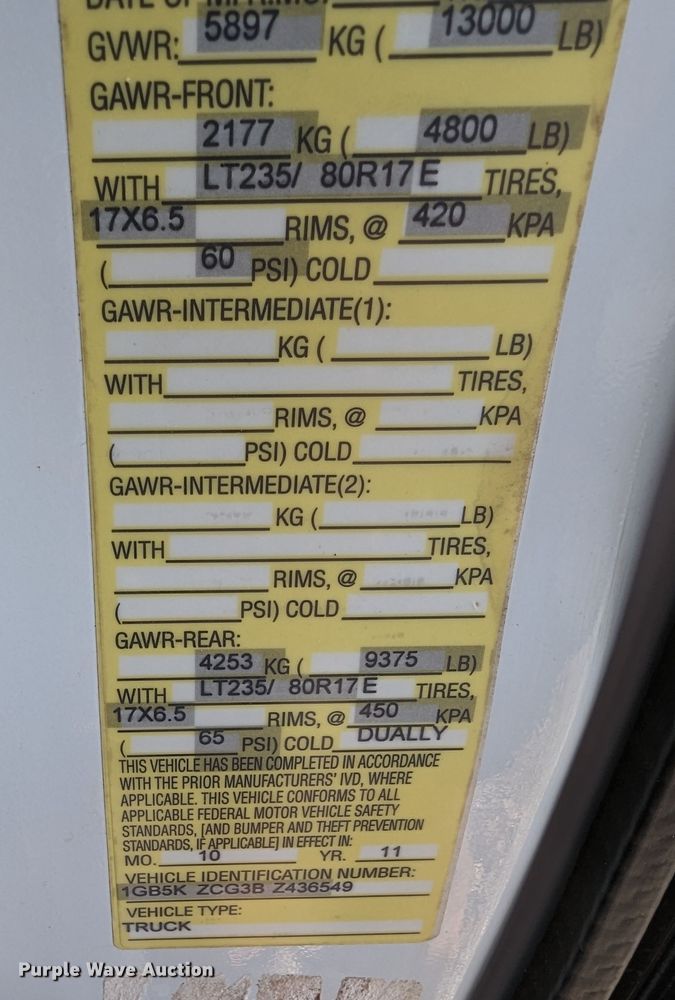 GVWR: 5897 KG ( 13000 LB)
GAWR-FRONT:
2177 KG ( 4800 LB)
WITH LT235/ 80R17 E TIRES,
17X6.5 RIMS, @ 420 KPA
( 60 PSI) COLD
GAWR-INTERMEDIATE(1):
KG ( LB)
WITH TIRES,
RIMS, @ KPA
( PSI) COLD
GAWR-INTERMEDIATE(2):
KG ( LB)
WITH TIRES,
RIMS, @ KPA
( PSI) COLD
GAWR-REAR:
4253 KG ( 9375 LB)
WITH LT235/ 80R17 E TIRES,
17X6.5 RIMS, @ 450 KPA
( 65 PSI) COLD DUALLY
THIS VEHICLE HAS BEEN COMPLETED IN ACCORDANCE
WITH THE PRIOR MANUFACTURERS' IVD, WHERE
APPLICABLE. THIS VEHICLE CONFORMS TO ALL
APPLICABLE FEDERAL MOTOR VEHICLE SAFETY
STANDARDS, [AND BUMPER AND THEFT PREVENTION
STANDARDS, IF APPLICABLE] IN EFFECT IN:
MO. 10 YR. 11
VEHICLE IDENTIFICATION NUMBER:
1GB5K ZCG3B Z436549
VEHICLE TYPE:
TRUCK
Purple Wave Auction